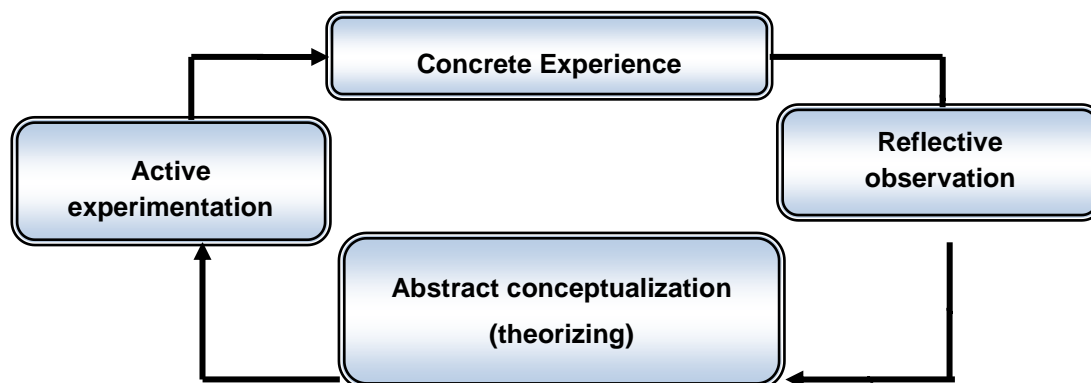 Concrete Experience
Reflective
observation
Active
experimentation
Abstract conceptualization
(theorizing)